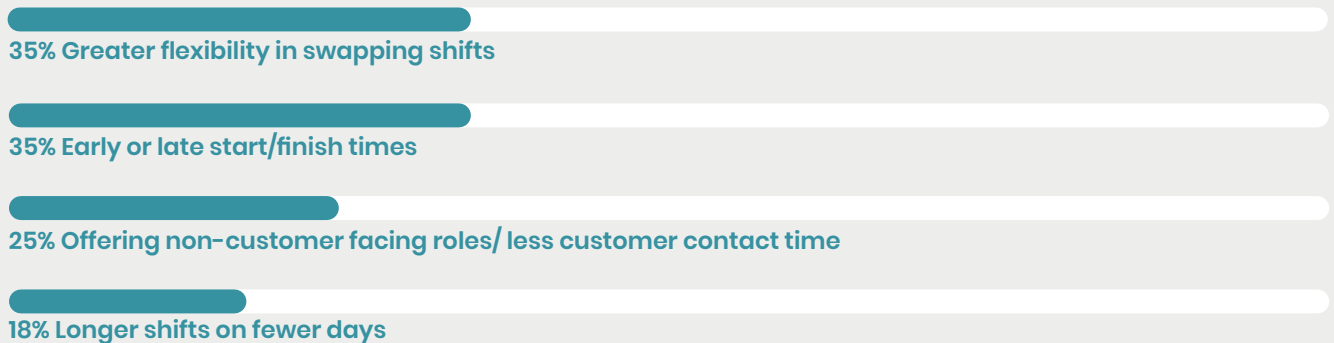 35% Greater flexibility in swapping shifts
35% Early or late start/finish times
25% Offering non-customer facing roles/ less customer contact time
18% Longer shifts on fewer days